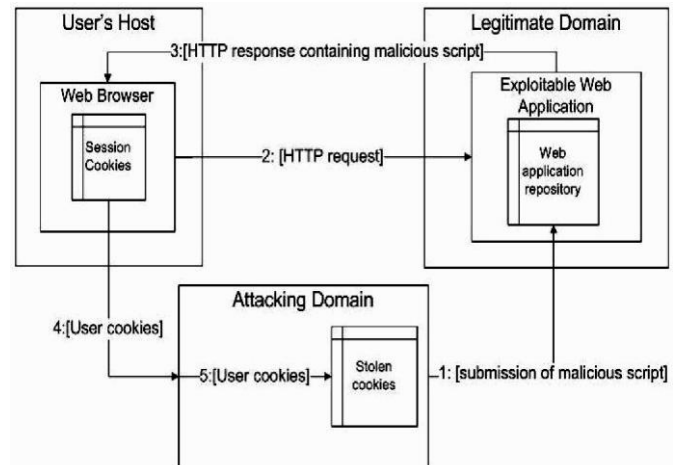 User's Host
Legitimate Domain
3:[HTTP response containing malicious script]
Web Browser
Exploitable Web
Application
Session
Cookies
2: [HTTP request]
Web
application
repository
Attacking Domain
4:[User cookies]
5:[User cookies]
Stolen
cookies
1: [submission of malicious script]